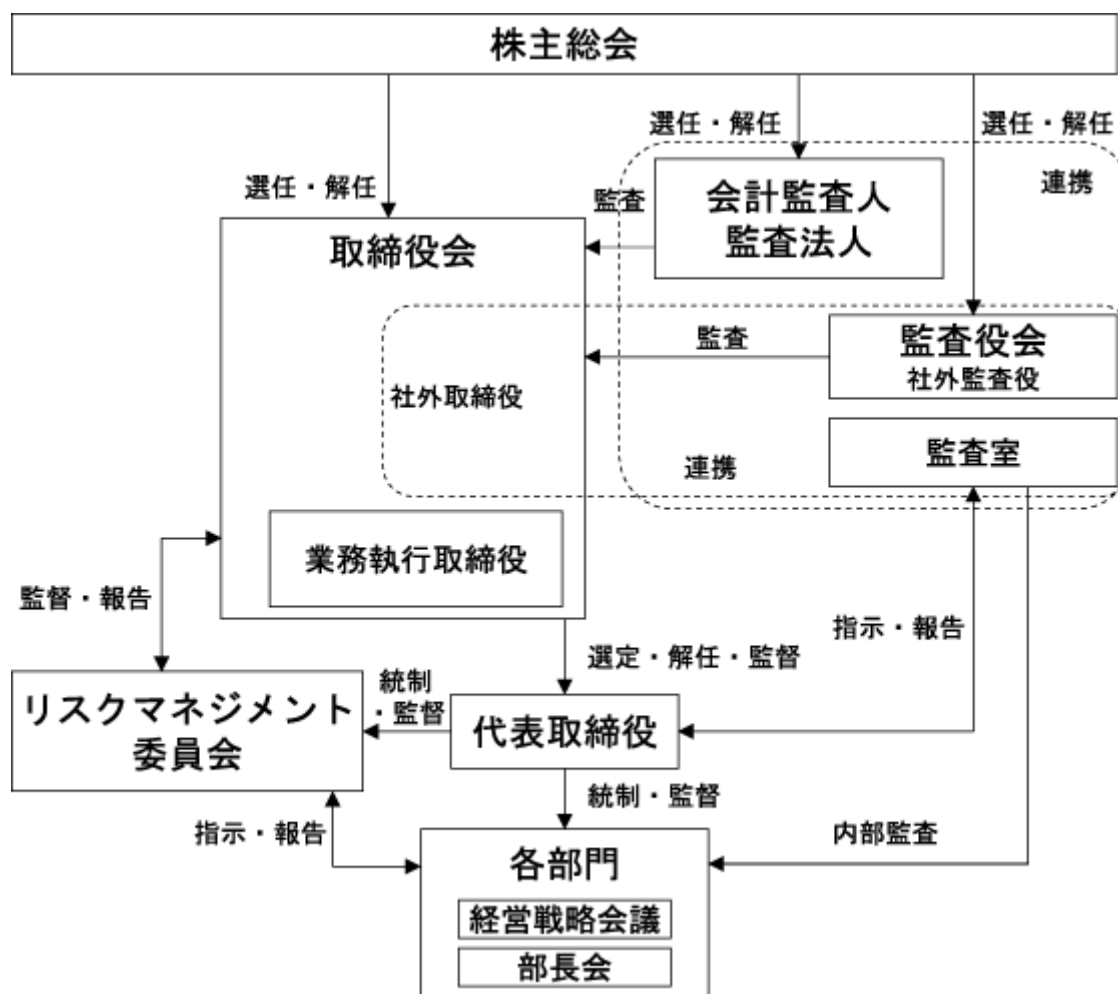 株主総会
選任・解任
選任・解任
選任・解任
監査
会計監査人
監査法人
連携
取締役会
監査
監査役会
社外監査役
社外取締役
監査室
連携
業務執行取締役
監督・報告
指示・報告
選定・解任・監督
統制
・監督
リスクマネジメント
委員会
代表取締役
統制・監督
指示・報告
内部監査
各部門
経営戦略会議
部長会